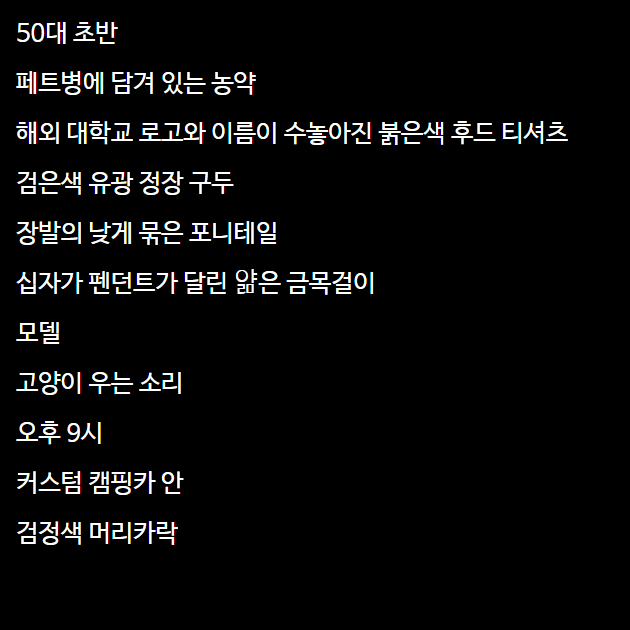 50대 초반
페트병에 담겨 있는 농약
해외 대학교 로고와 이름이 수놓아진 붉은색 후드 티셔츠
검은색 유광 정장 구두
장발의 낮게 묶은 포니테일
십자가 펜던트가 달린 얇은 금목걸이
모델
고양이 우는 소리
오후 9시
커스텀 캠핑카 안
검정색 머리카락